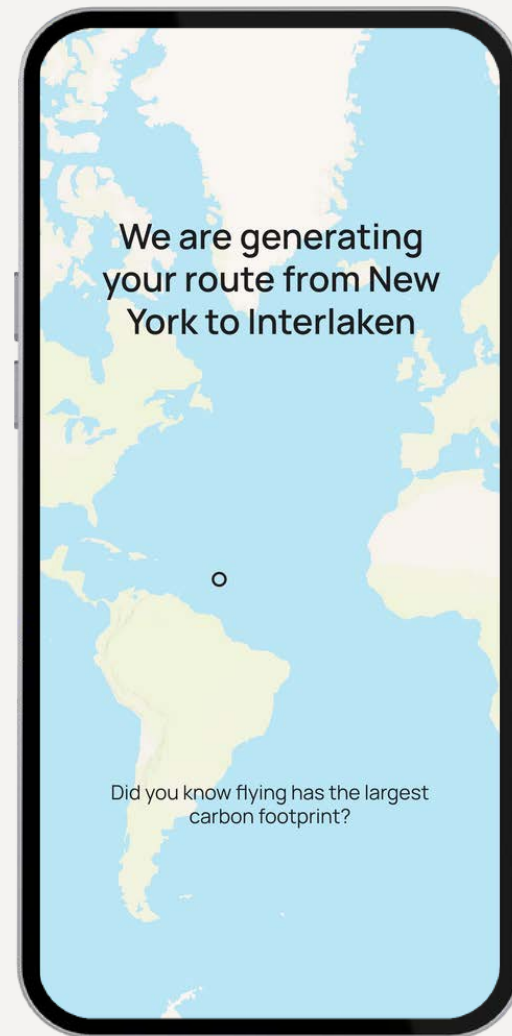 We are generating
your route from New
York to Interlaken
Did you know flying has the largest
carbon footprint?